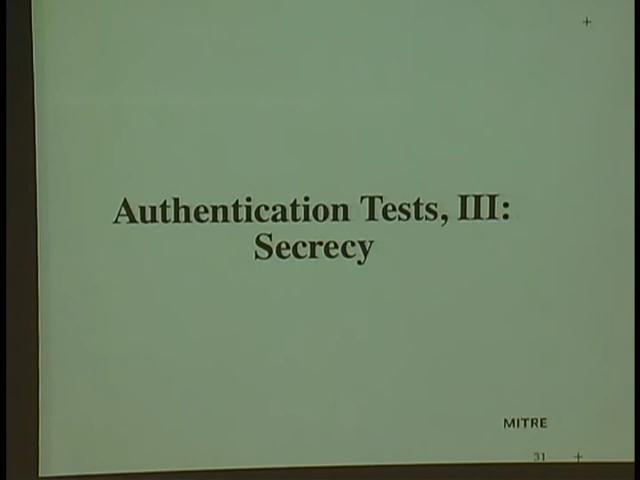 +
Authentication Tests, III:
Secrecy
MITRE
31 +